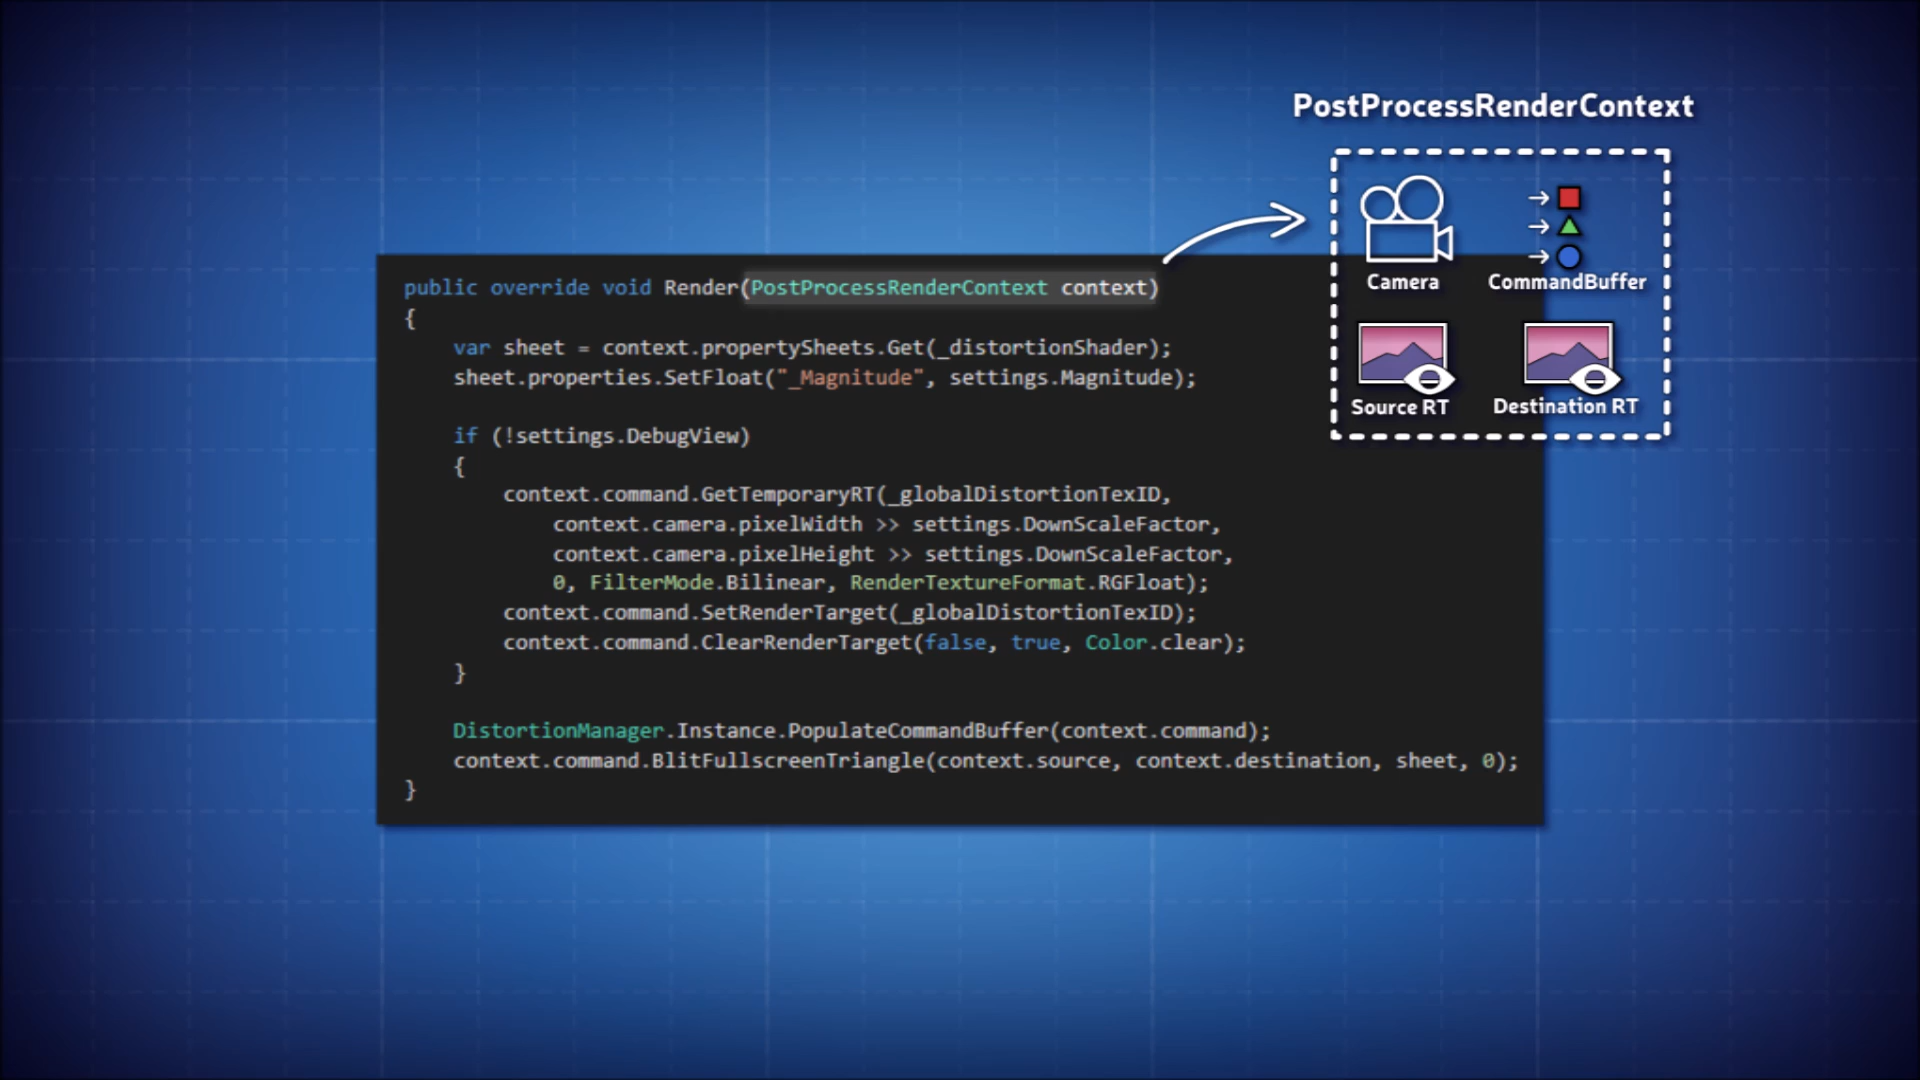 PostProcessRenderContext
Camera
CommandBuffer
Source RT
Destination RT
public override void Render(PostProcessRenderContext context)
{
    var sheet = context.propertySheets.Get(_distortionShader);
    sheet.properties.SetFloat("_Magnitude", settings.Magnitude);

    if (!settings.DebugView)
    {
        context.command.GetTemporaryRT(_globalDistortionTexID,
            context.camera.pixelWidth >> settings.DownScaleFactor,
            context.camera.pixelHeight >> settings.DownScaleFactor,
            0, FilterMode.Bilinear, RenderTextureFormat.RGFloat);
        context.command.SetRenderTarget(_globalDistortionTexID);
        context.command.ClearRenderTarget(false, true, Color.clear);
    }

    DistortionManager.Instance.PopulateCommandBuffer(context.command);
    context.command.BlitFullscreenTriangle(context.source, context.destination, sheet, 0);
}